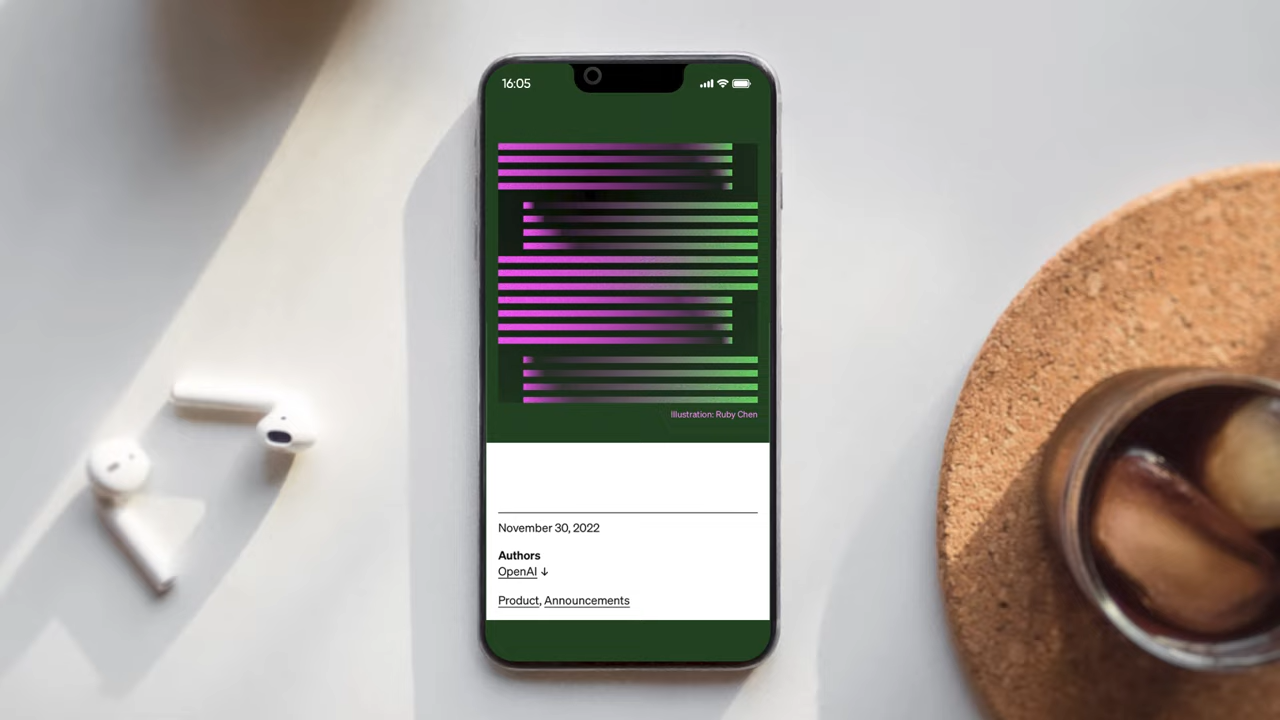 16:05
Illustration: Ruby Chen
November 30, 2022
Authors
OpenAI ↓
Product, Announcements